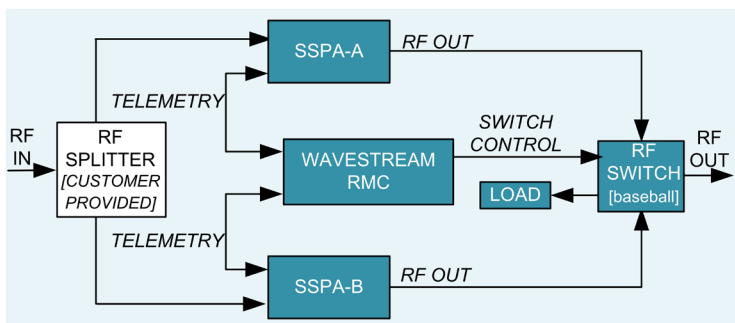 SSPA-A
RF OUT
TELEMETRY
RF
IN
RF
SPLITTER
[CUSTOMER
PROVIDED]
WAVESTREAM
RMC
SWITCH
CONTROL
LOAD
RF
SWITCH
[baseball]
RF
OUT
TELEMETRY
SSPA-B
RF OUT